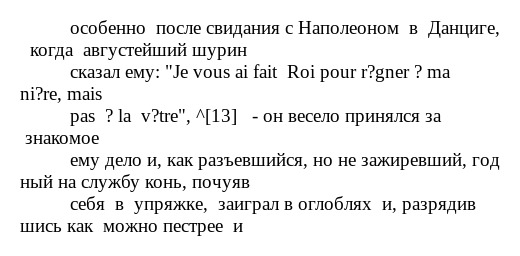 особенно  после свидания с Наполеоном  в  Данциге,
когда  августейший шурин
сказал ему: "Je vous ai fait  Roi pour r?gner ? ma
ni?re, mais
pas  ? la  v?tre", ^[13]   - он весело принялся за
знакомое
ему дело и, как разъевшийся, но не зажиревший, год
ный на службу конь, почуяв
себя  в  упряжке,  заиграл в оглоблях  и, разрядив
шись как  можно пестрее  и